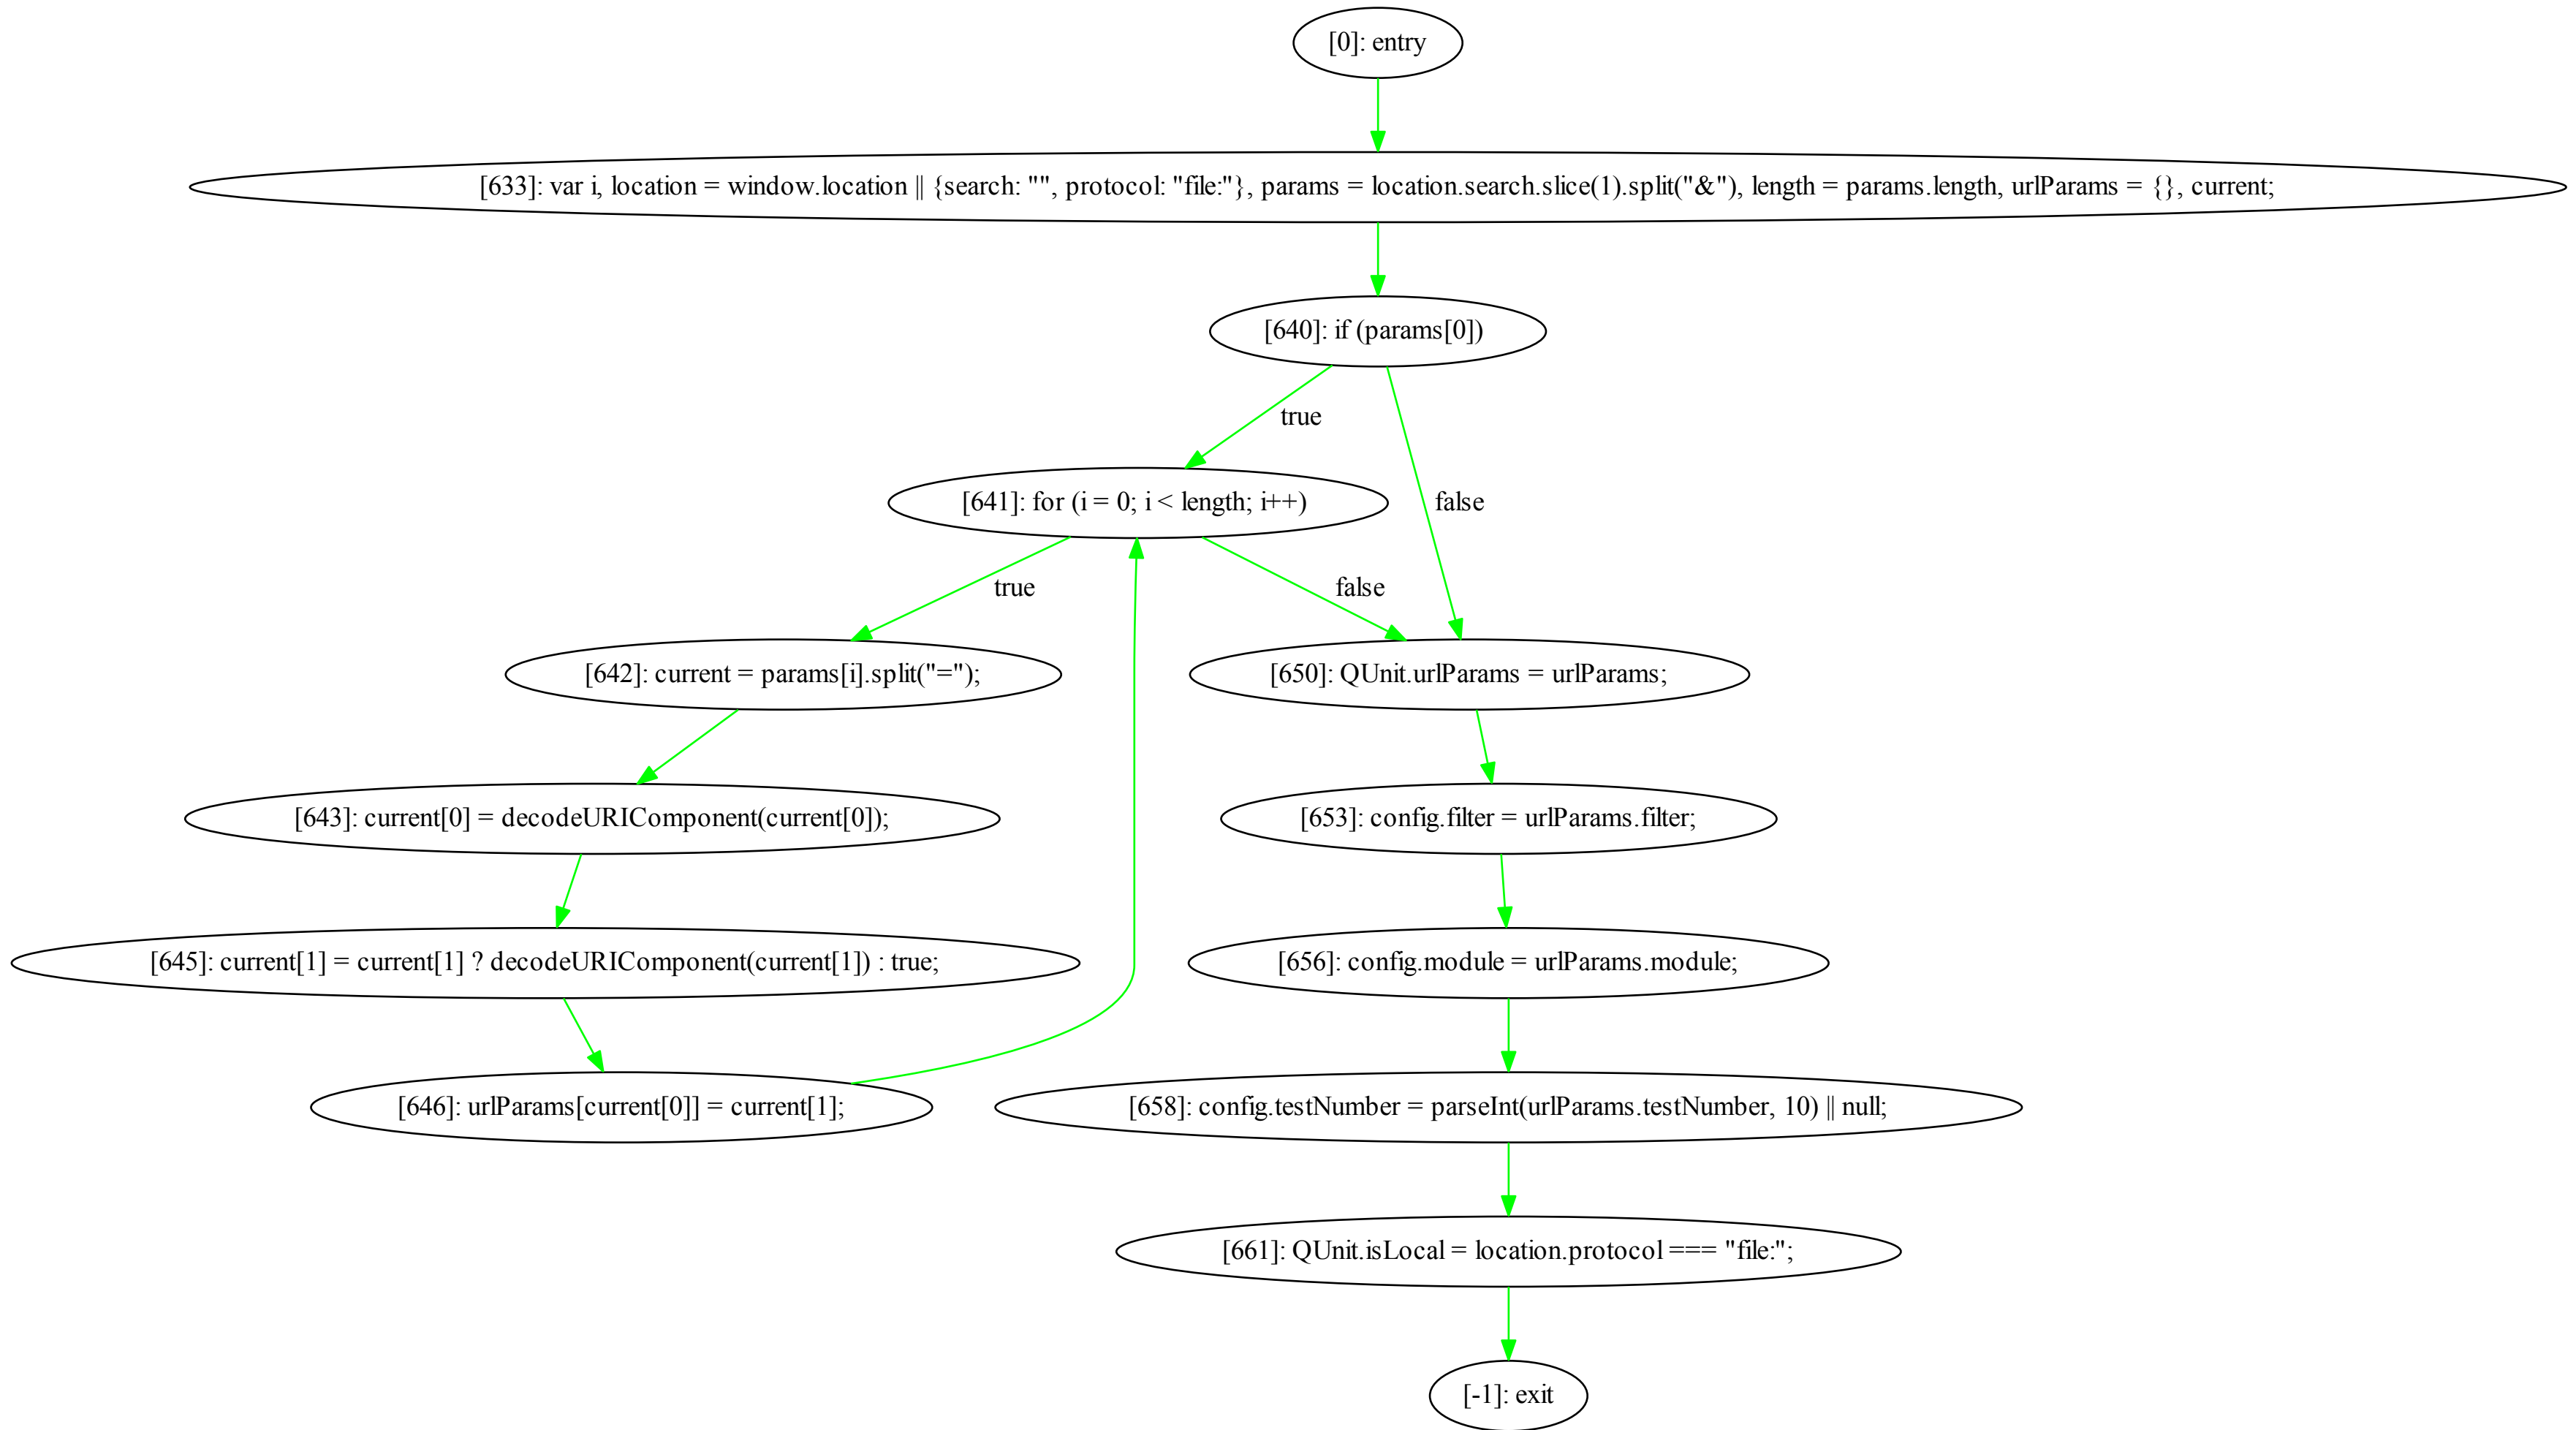 [0]: entry
[633]: var i, location = window.location || {search: "", protocol: "file:"}, params = location.search.slice(1).split("&"), length = params.length, urlParams = {}, current;
[640]: if (params[0])
true
[641]: for (i = 0; i < length; i++)
false
true
false
[642]: current = params[i].split("=");
[650]: QUnit.urlParams = urlParams;
[643]: current[0] = decodeURIComponent(current[0]);
[653]: config.filter = urlParams.filter;
[645]: current[1] = current[1] ? decodeURIComponent(current[1]) : true;
[656]: config.module = urlParams.module;
[646]: urlParams[current[0]] = current[1];
[658]: config.testNumber = parseInt(urlParams.testNumber, 10) || null;
[661]: QUnit.isLocal = location.protocol === "file:";
[-1]: exit